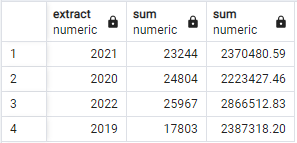 extract sum sum
numeric numeric numeric
1 2021 23244 2370480.59
2 2020 24804 2223427.46
3 2022 25967 2866512.83
4 2019 17803 2387318.20